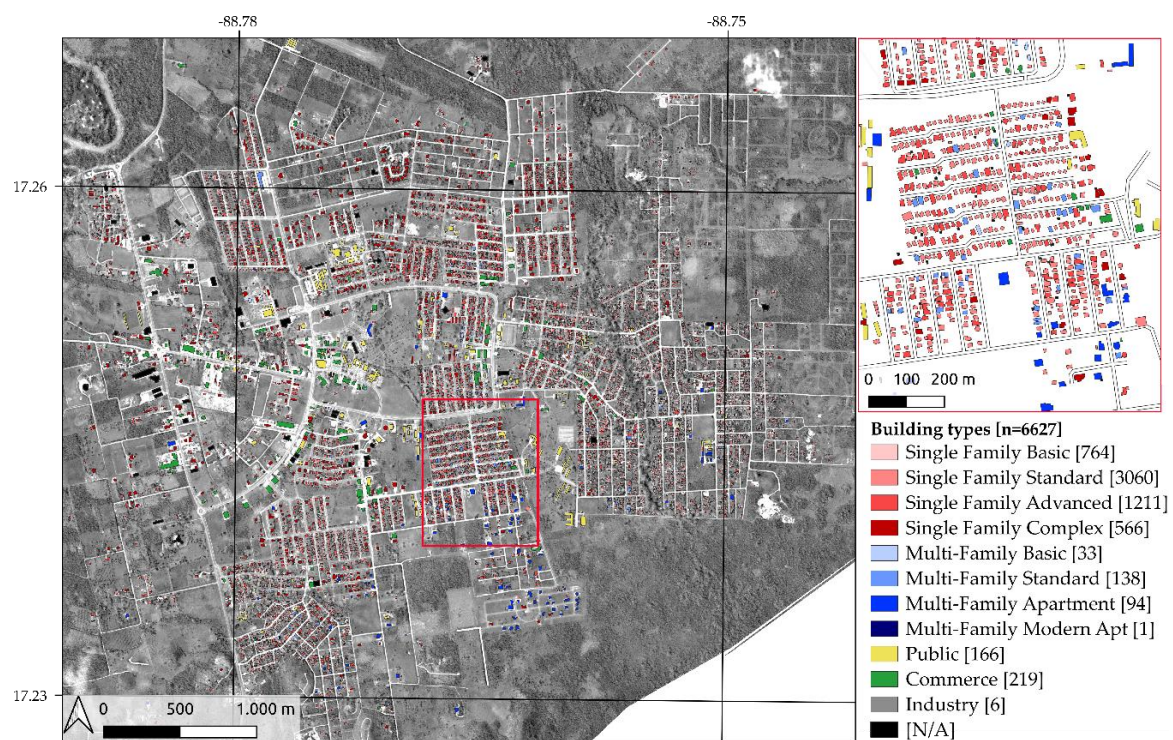 -88.78
-88.75
17.26
17.23
0 500 1.000 m
0 100 200 m
Building types [n=6627]
Single Family Basic [764]
Single Family Standard [3060]
Single Family Advanced [1211]
Single Family Complex [566]
Multi-Family Basic [33]
Multi-Family Standard [138]
Multi-Family Apartment [94]
Multi-Family Modern Apt [1]
Public [166]
Commerce [219]
Industry [6]
[N/A]